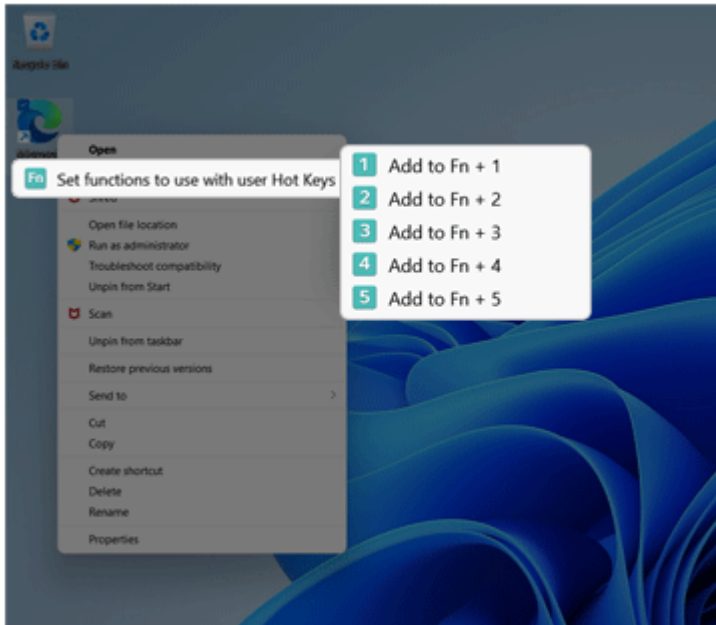 Recycle Bin
Open
Fn Set functions to use with user Hot Keys
1 Add to Fn + 1
2 Add to Fn + 2
3 Add to Fn + 3
4 Add to Fn + 4
5 Add to Fn + 5
Shred
Open file location
Run as administrator
Troubleshoot compatibility
Unpin from Start
Scan
Unpin from taskbar
Restore previous versions
Send to
Cut
Copy
Create shortcut
Delete
Rename
Properties